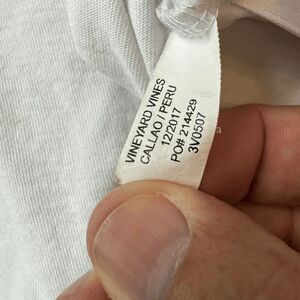 VINEYARD VINES
CALLAO / PERU
12/2017
PO# 214429
3V0507